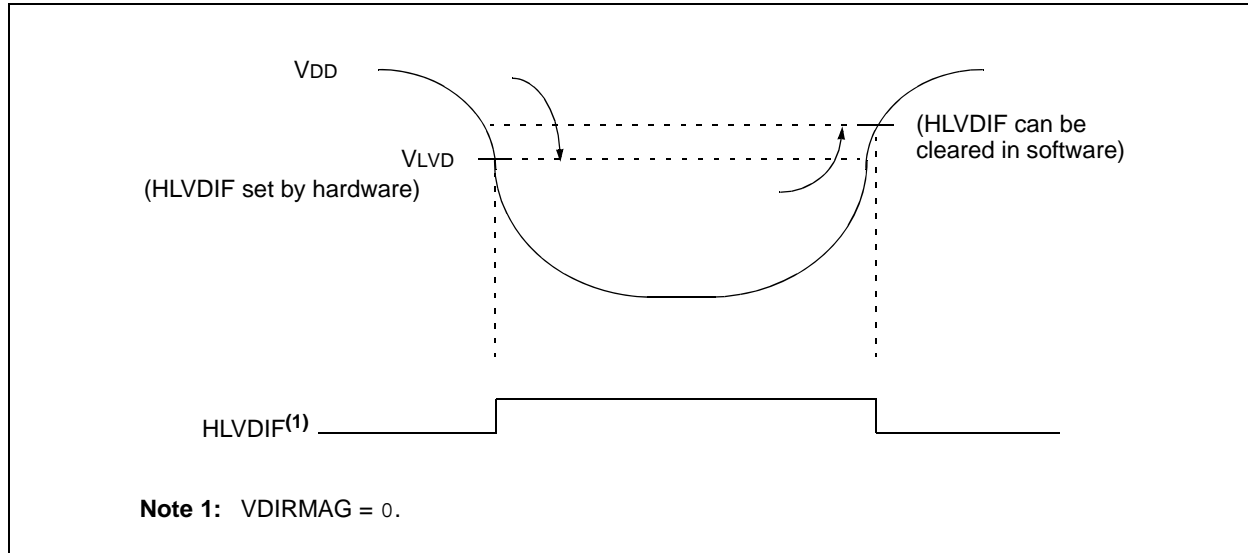 VDD
(HLVDIF can be
cleared in software)
VLVD
(HLVDIF set by hardware)
HLVDIF(1)
Note 1: VDIRMAG = 0.